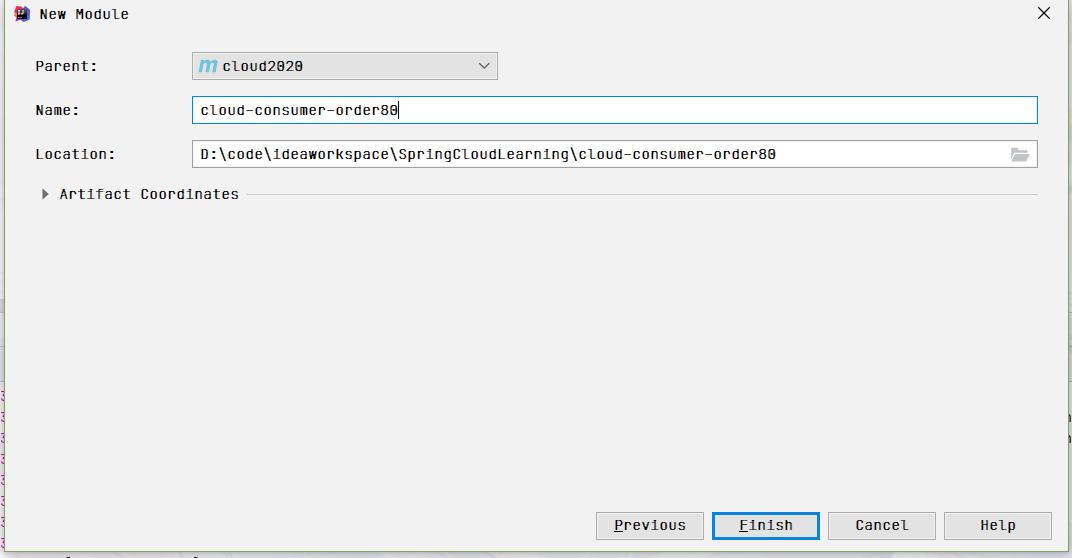 New Module
Parent: cloud2020
Name: cloud-consumer-order80
Location: D:\code\ideaworkspace\SpringCloudLearning\cloud-consumer-order80
Artifact Coordinates
Previous Finish Cancel Help